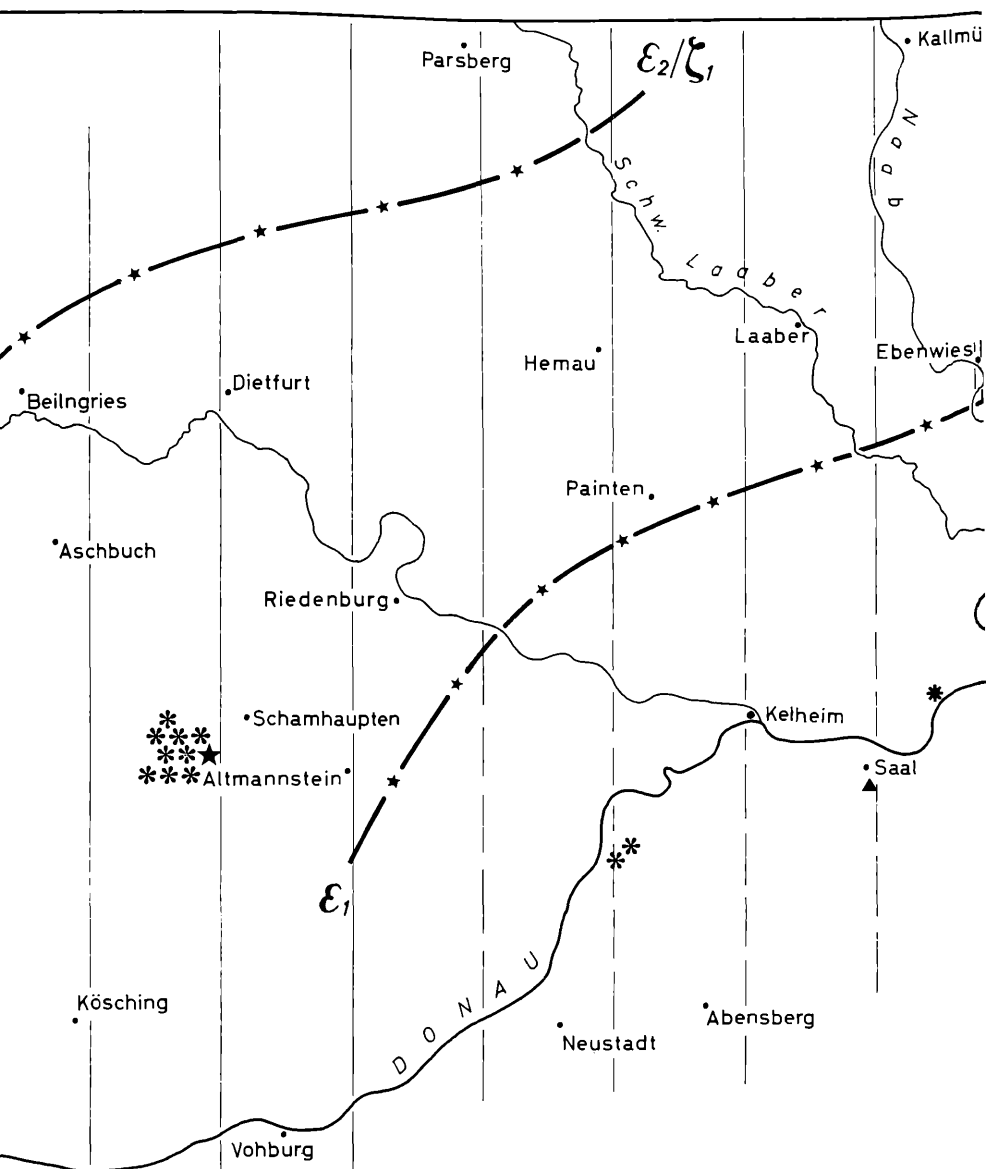 Kallmü
Parsberg
ε₂/ζ₁
Naab
Schw. Laaber
Laaber
Ebenwiesl
Hemau
Dietfurt
Beilngries
Painten
Aschbuch
Riedenburg
Schamhaupten
Kelheim
Altmannstein
Saal
ε₁
DONAU
Kösching
Abensberg
Neustadt
Vohburg